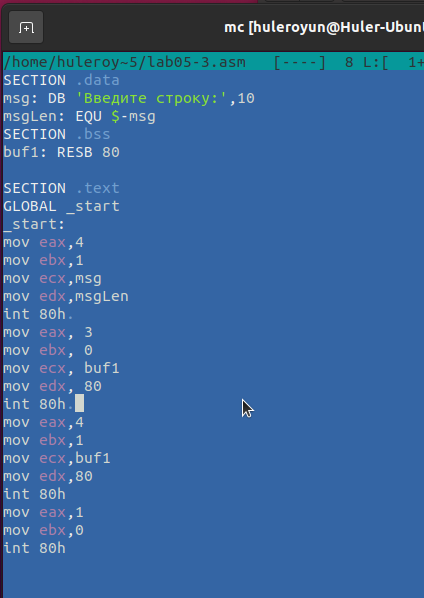 mc [huleroyun@Huler-Ubunt
/home/huleroy~5/lab05-3.asm   [----]  8 L:[  1+
SECTION .data
msg: DB 'Введите строку:',10
msgLen: EQU $-msg
SECTION .bss
buf1: RESB 80
SECTION .text
GLOBAL _start
_start:
mov eax,4
mov ebx,1
mov ecx,msg
mov edx,msgLen
int 80h.
mov eax, 3
mov ebx, 0
mov ecx, buf1
mov edx, 80
int 80h.
mov eax,4
mov ebx,1
mov ecx,buf1
mov edx,80
int 80h
mov eax,1
mov ebx,0
int 80h